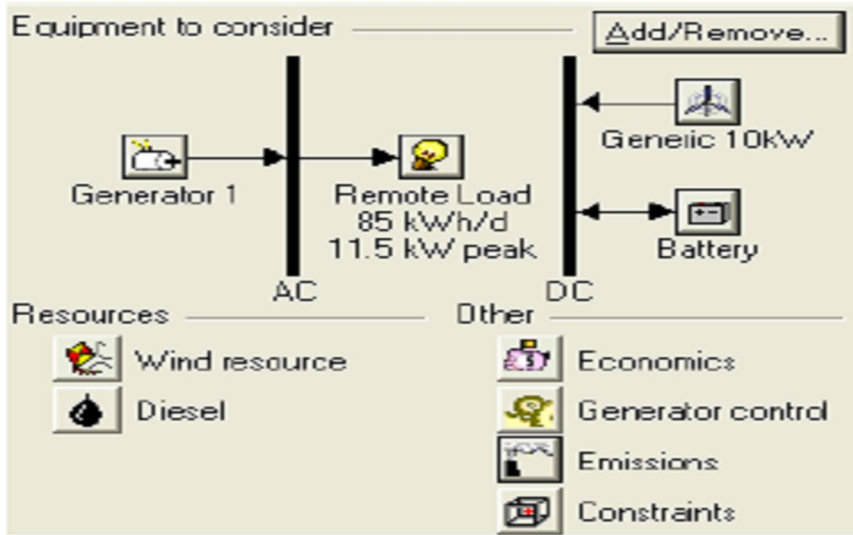 Equipment to consider
Add/Remove...
Generic 10kW
Generator 1
Remote Load
85 kWh/d
11.5 kW peak
Battery
AC
DC
Resources
Other
Wind resource
Economics
Diesel
Generator control
Emissions
Constraints